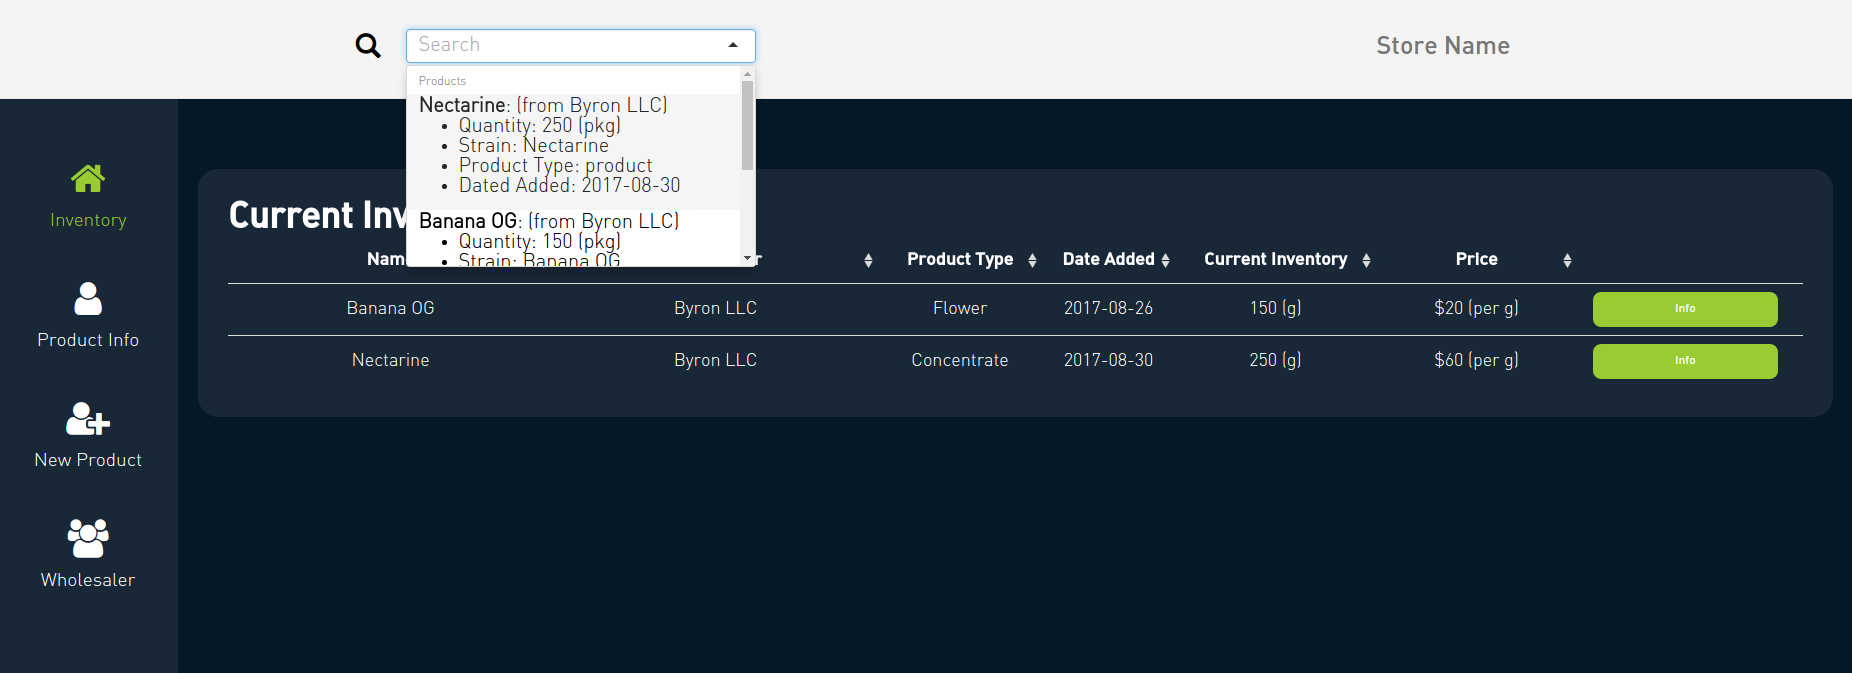 Search
Store Name
Products
Nectarine: (from Byron LLC)
• Quantity: 250 (pkg)
• Strain: Nectarine
• Product Type: product
• Dated Added: 2017-08-30
Banana OG: (from Byron LLC)
• Quantity: 150 (pkg)
• Strain: Banana OG
Inventory
Product Info
New Product
Wholesaler
Current Inv
Nam r Product Type Date Added Current Inventory Price
Banana OG Byron LLC Flower 2017-08-26 150 (g) $20 (per g) Info
Nectarine Byron LLC Concentrate 2017-08-30 250 (g) $60 (per g) Info